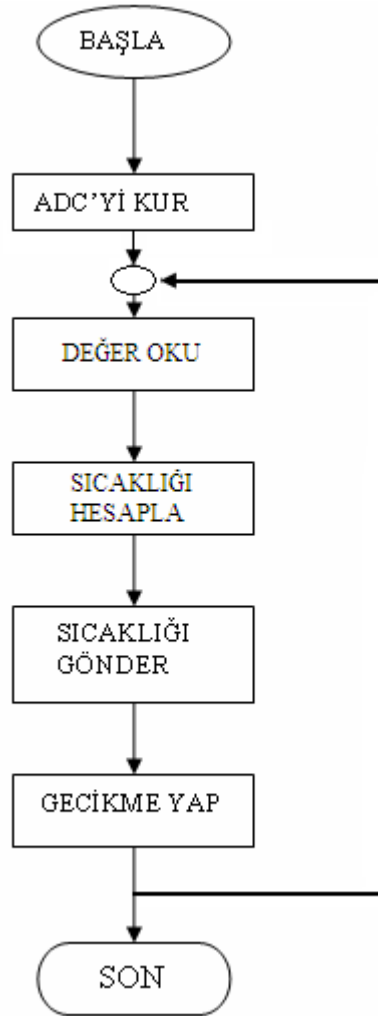 BAŞLA
ADC'Yİ KUR
DEĞER OKU
SICAKLIĞI
HESAPLA
SICAKLIĞI
GÖNDER
GECİKME YAP
SON